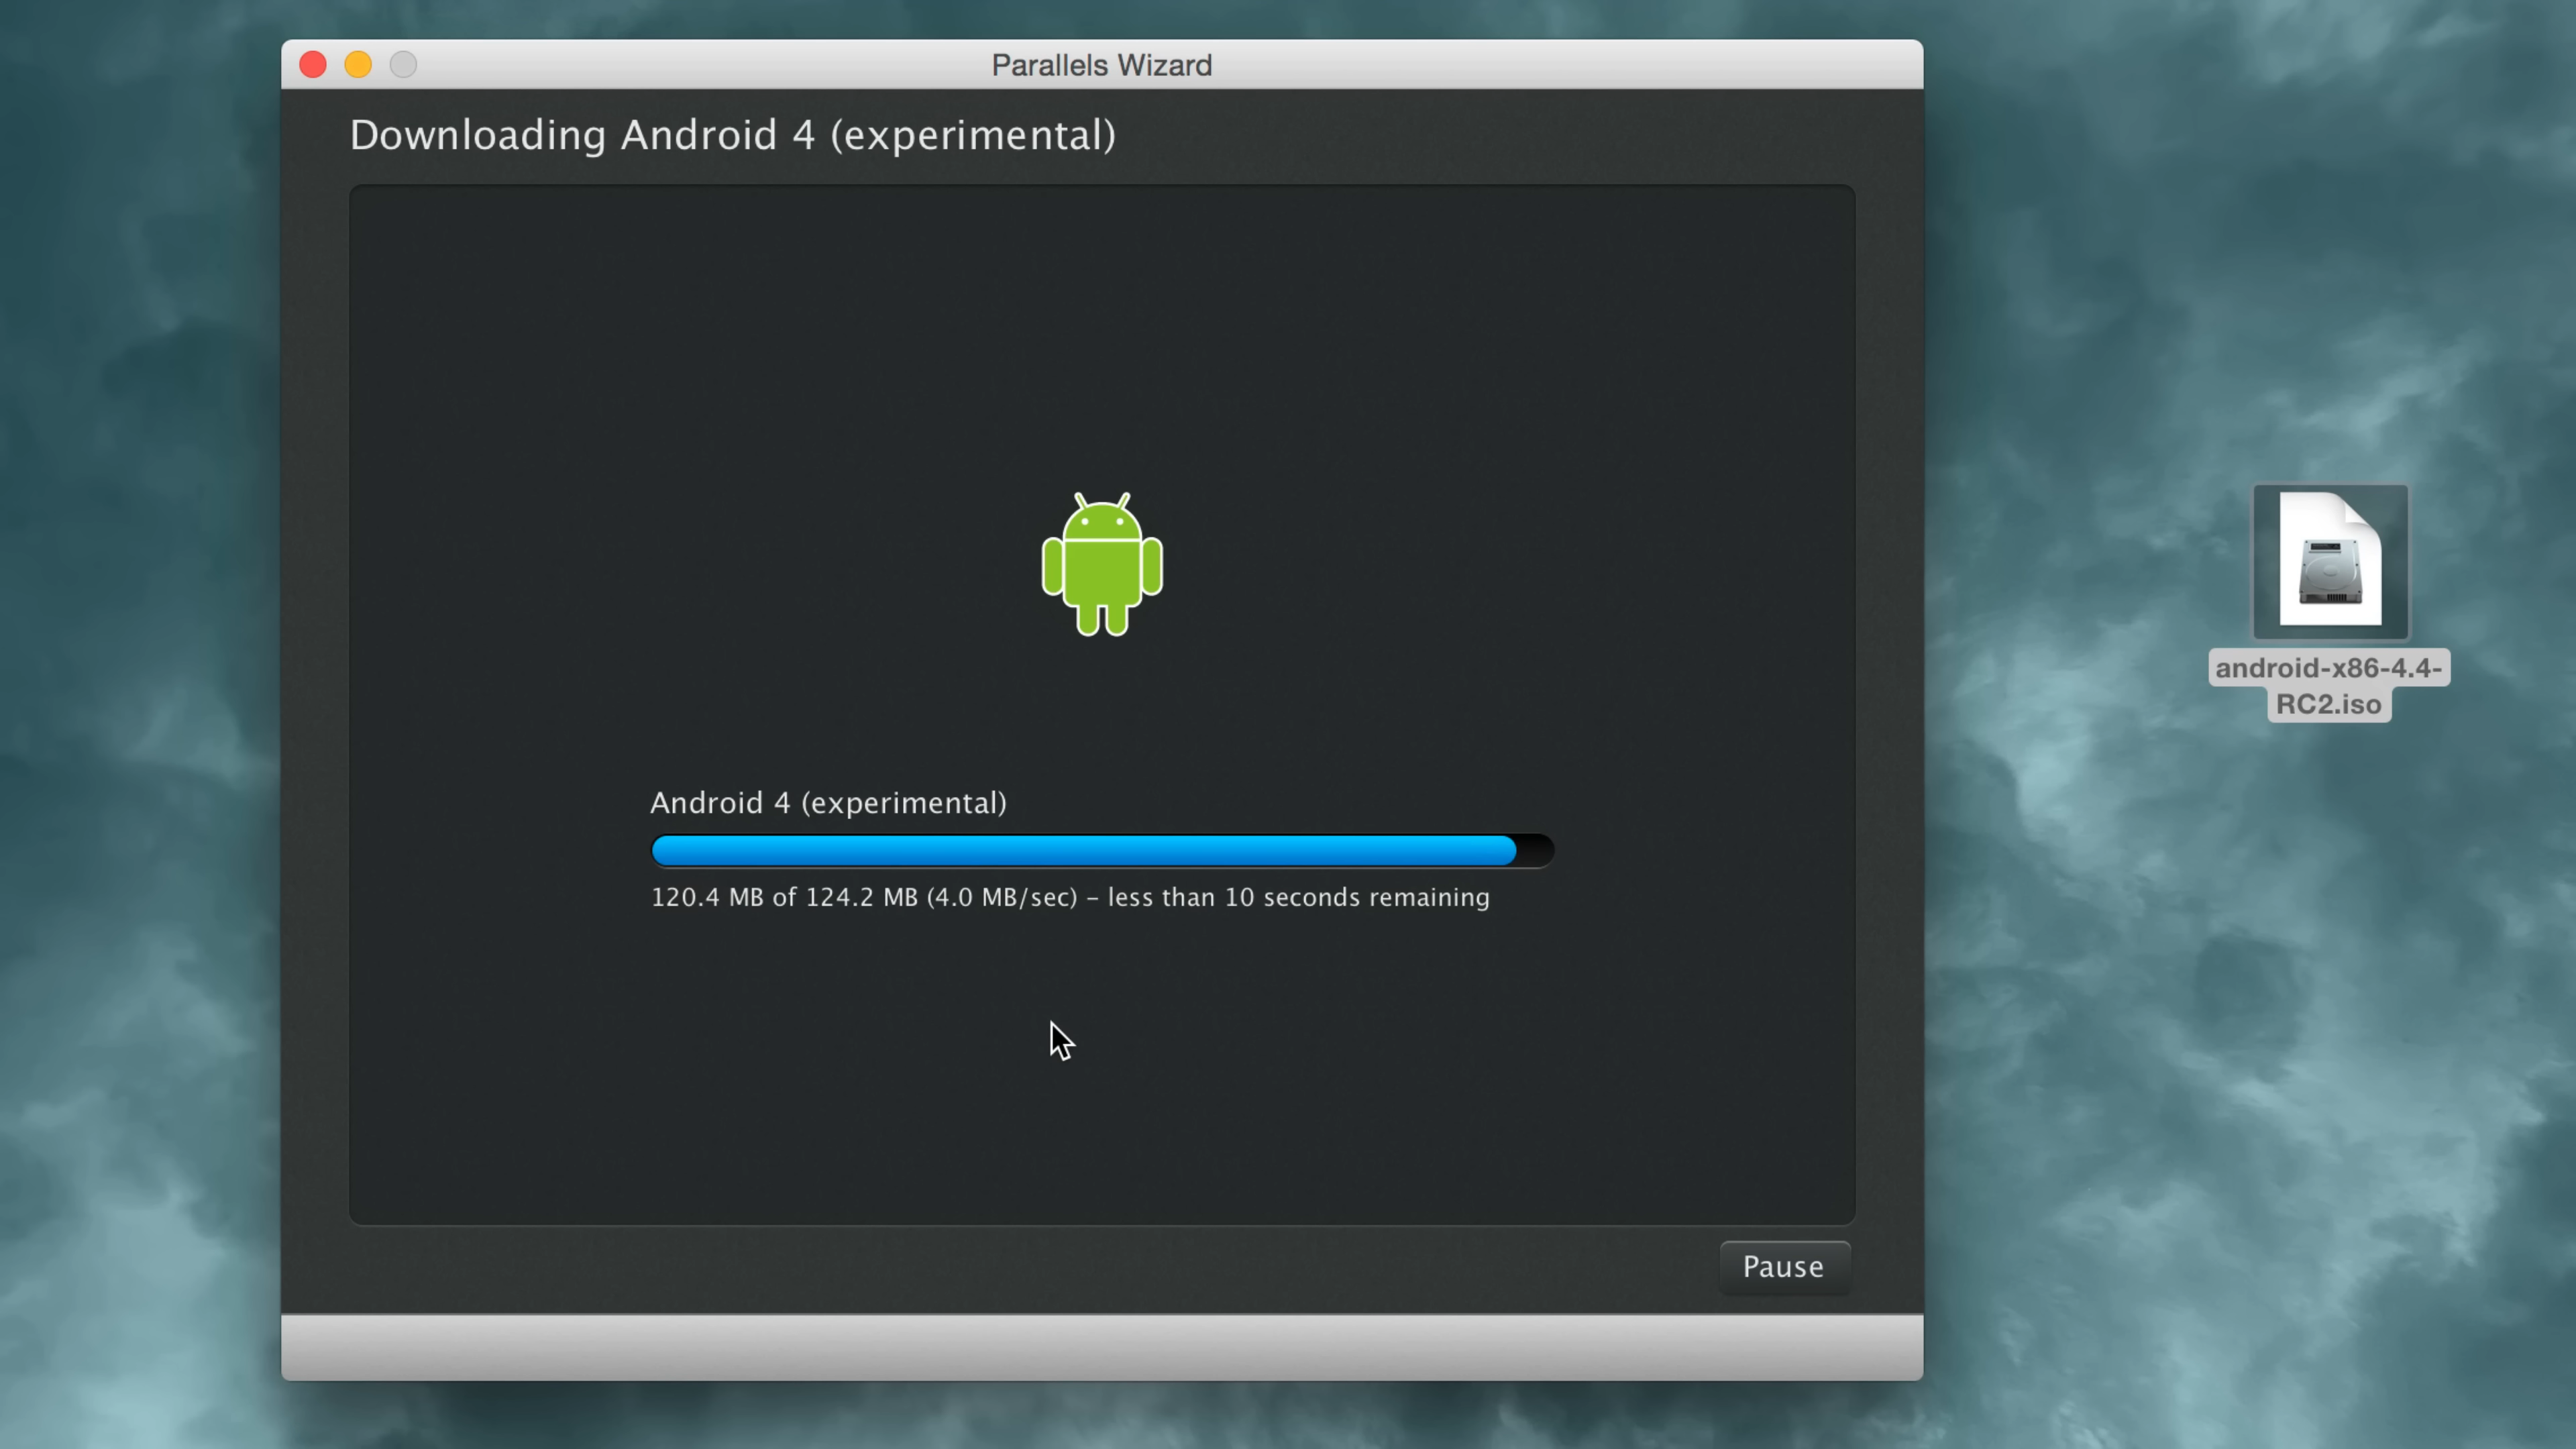 Parallels Wizard
Downloading Android 4 (experimental)
Android 4 (experimental)
120.4 MB of 124.2 MB (4.0 MB/sec) – less than 10 seconds remaining
Pause
android-x86-4.4-
RC2.iso